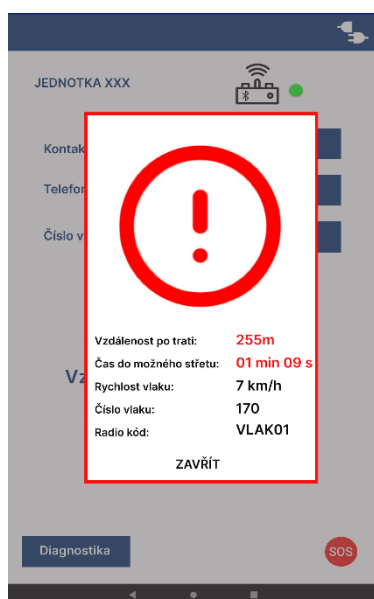 JEDNOTKA XXX
Kontak
Telefor
Číslo v
Vz
Vzdálenost po trati: 255m
Čas do možného střetu: 01 min 09 s
Rychlost vlaku: 7 km/h
Číslo vlaku: 170
Radio kód: VLAK01
ZAVŘÍT
Diagnostika
SOS